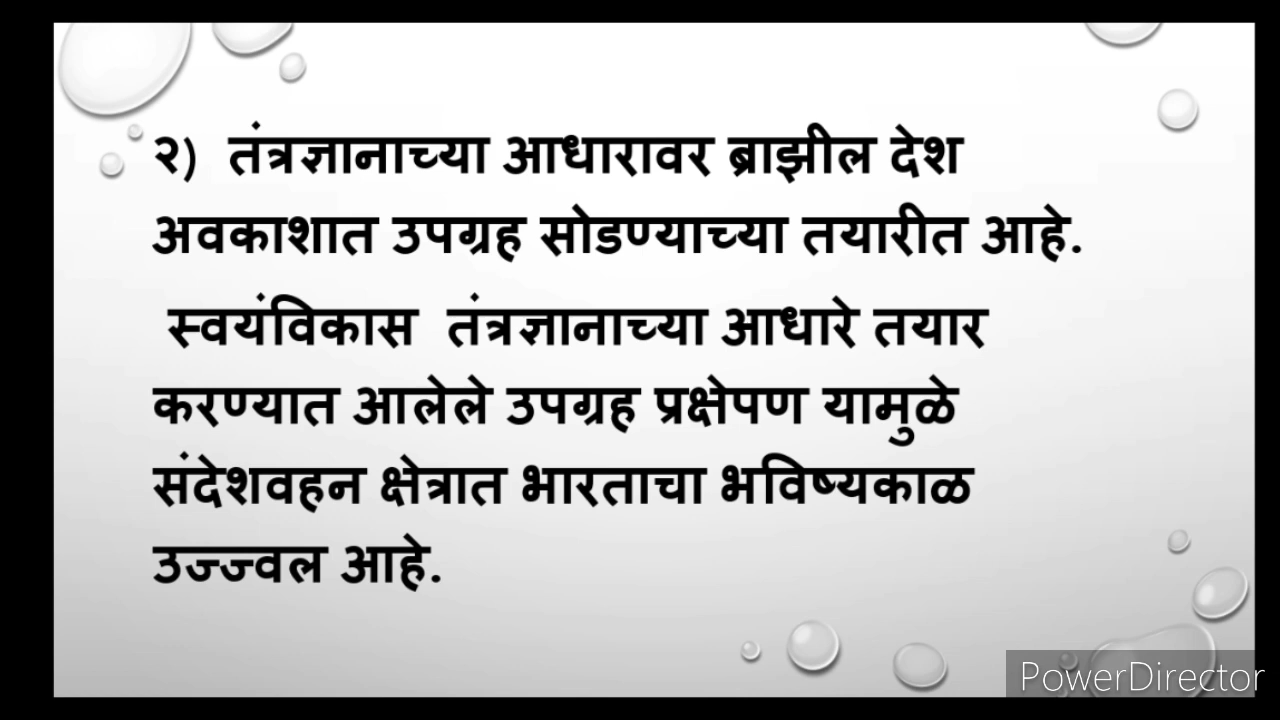 २) तंत्रज्ञानाच्या आधारावर ब्राझील देश
अवकाशात उपग्रह सोडण्याच्या तयारीत आहे.
स्वयंविकास तंत्रज्ञानाच्या आधारे तयार
करण्यात आलेले उपग्रह प्रक्षेपण यामुळे
संदेशवहन क्षेत्रात भारताचा भविष्यकाळ
उज्ज्वल आहे.
PowerDirector